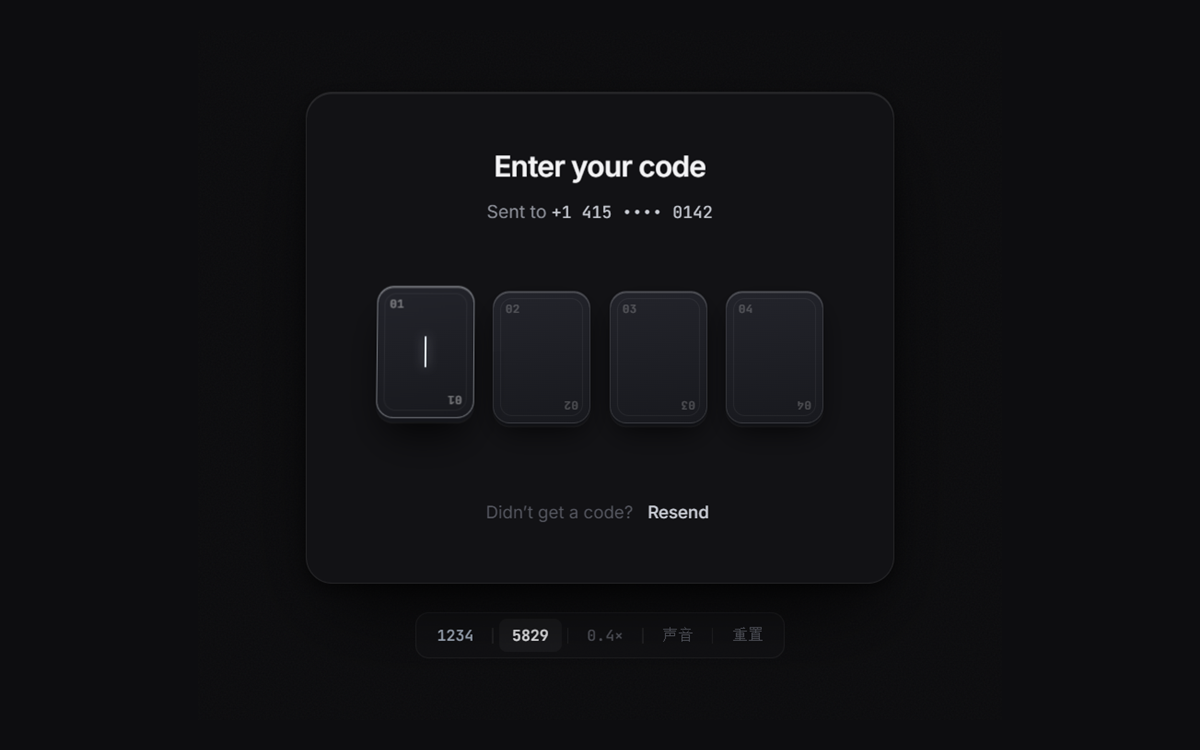 Enter your code
Sent to +1 415 •••• 0142
01 02 03 04
01 02 03 04
Didn't get a code? Resend
1234 5829 0.4× 声音 重置